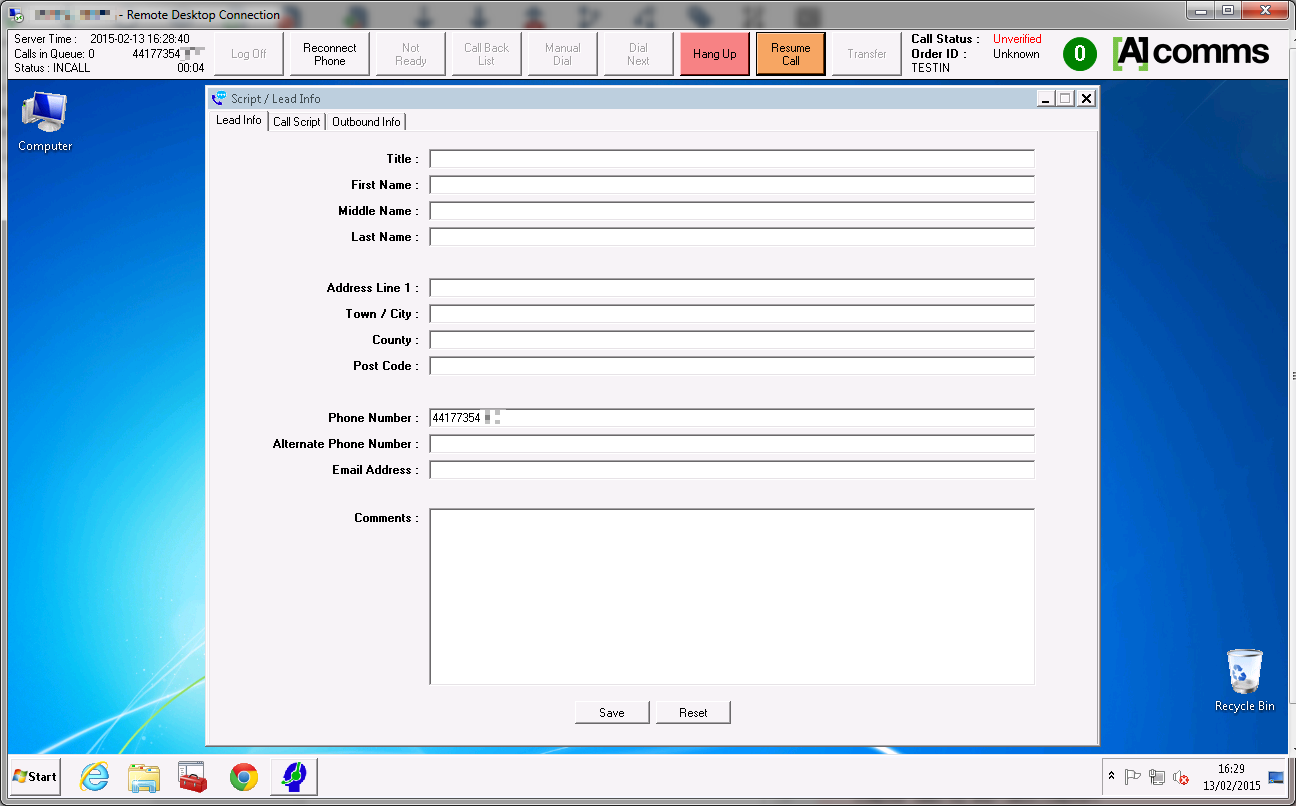 - Remote Desktop Connection
Server Time : 2015-02-13 16:28:40
Calls in Queue: 0 44177354
Status : INCALL 00:04
Log Off
Reconnect
Phone
Not
Ready
Call Back
List
Manual
Dial
Dial
Next
Hang Up
Resume
Call
Transfer
Call Status : Unverified
Order ID : Unknown
TESTIN
0
[A]comms
Computer
Script / Lead Info
Lead Info Call Script Outbound Info
Title :
First Name :
Middle Name :
Last Name :
Address Line 1 :
Town / City :
County :
Post Code :
Phone Number : 44177354
Alternate Phone Number :
Email Address :
Comments :
Save Reset
Recycle Bin
Start
16:29
13/02/2015